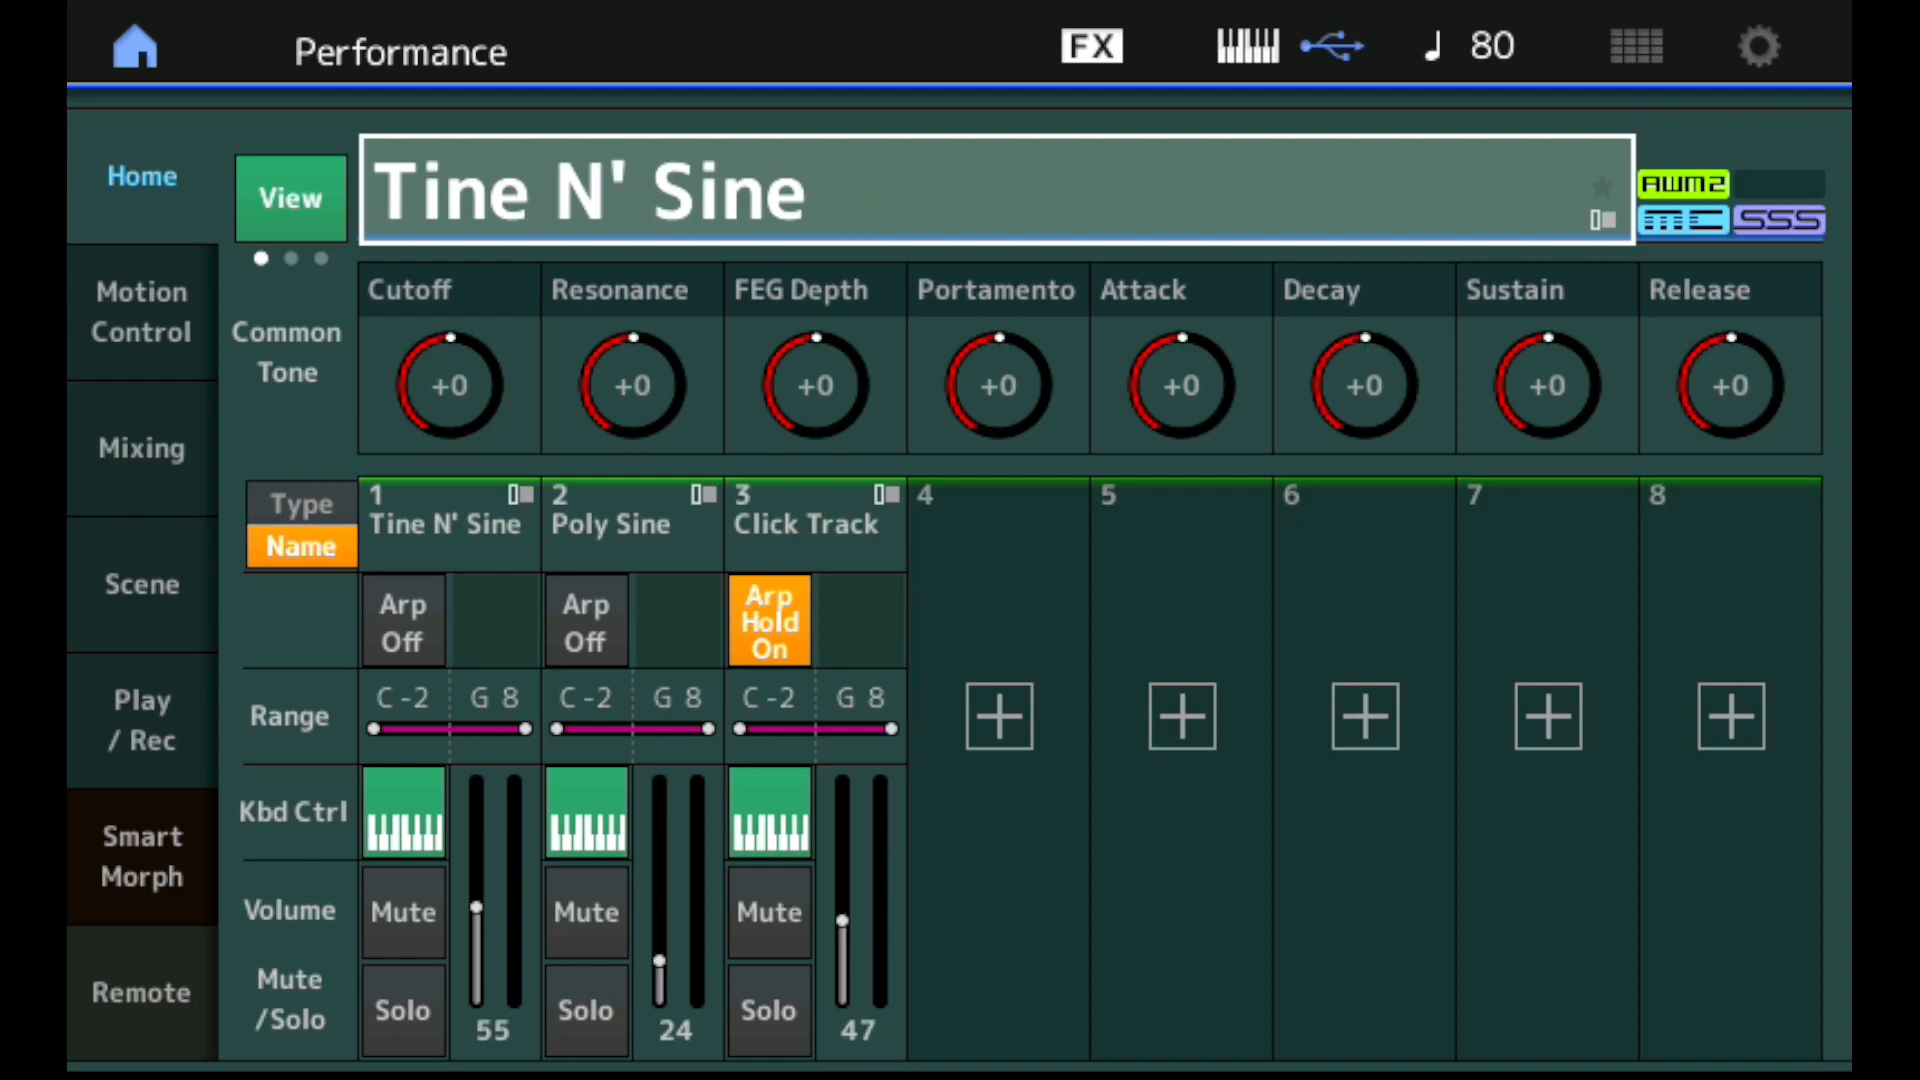 Performance
FX
80
Home
View
Tine N' Sine
AWM2
MC SSS
Motion
Control
Common
Tone
Cutoff Resonance FEG Depth Portamento Attack Decay Sustain Release
+0 +0 +0 +0 +0 +0 +0 +0
Mixing
Type
Name
1 2 3 4 5 6 7 8
Tine N' Sine Poly Sine Click Track
Scene
Arp
Off
Arp
Off
Arp
Hold
On
Play
/ Rec
Range
C -2 G 8 C -2 G 8 C -2 G 8
Smart
Morph
Kbd Ctrl
Volume
Mute Mute Mute
Remote
Mute
/Solo
Solo Solo Solo
55 24 47